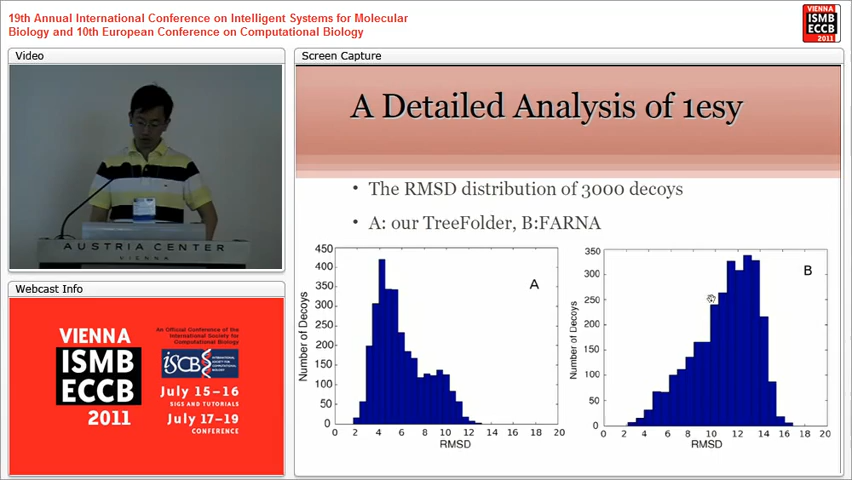 19th Annual International Conference on Intelligent Systems for Molecular
Biology and 10th European Conference on Computational Biology
VIENNA
ISMB
ECCB
2011
Video
Screen Capture
AUSTRIA CENTER
VIENNA
A Detailed Analysis of 1esy
• The RMSD distribution of 3000 decoys
• A: our TreeFolder, B:FARNA
Number of Decoys
450
400
350
300
250
200
150
100
50
0
A
0 2 4 6 8 10 12 14 16 18 20
RMSD
Number of Decoys
350
300
250
200
150
100
50
0
B
0 2 4 6 8 10 12 14 16 18 20
RMSD
Webcast Info
VIENNA
ISMB
ECCB
2011
An Official Conference of the
International Society for
Computational Biology
ISCB
INTERNATIONAL
SOCIETY FOR
COMPUTATIONAL
BIOLOGY
July 15–16
SIGS AND TUTORIALS
July 17–19
CONFERENCE